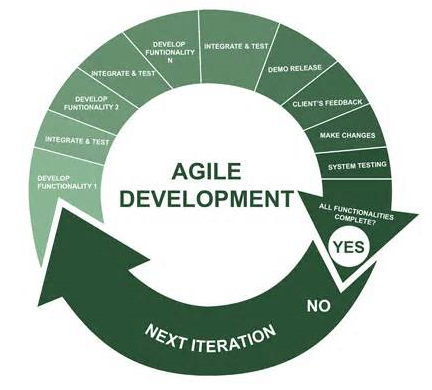 DEVELOP
FUNCTIONALITY 1
INTEGRATE & TEST
DEVELOP
FUNTIONALITY 2
INTEGRATE & TEST
DEVELOP
FUNTIONALITY
N
INTEGRATE & TEST
DEMO RELEASE
CLIENT'S FEEDBACK
MAKE CHANGES
SYSTEM TESTING
ALL FUNCTIONALITIES
COMPLETE?
YES
NO
NEXT ITERATION
AGILE
DEVELOPMENT